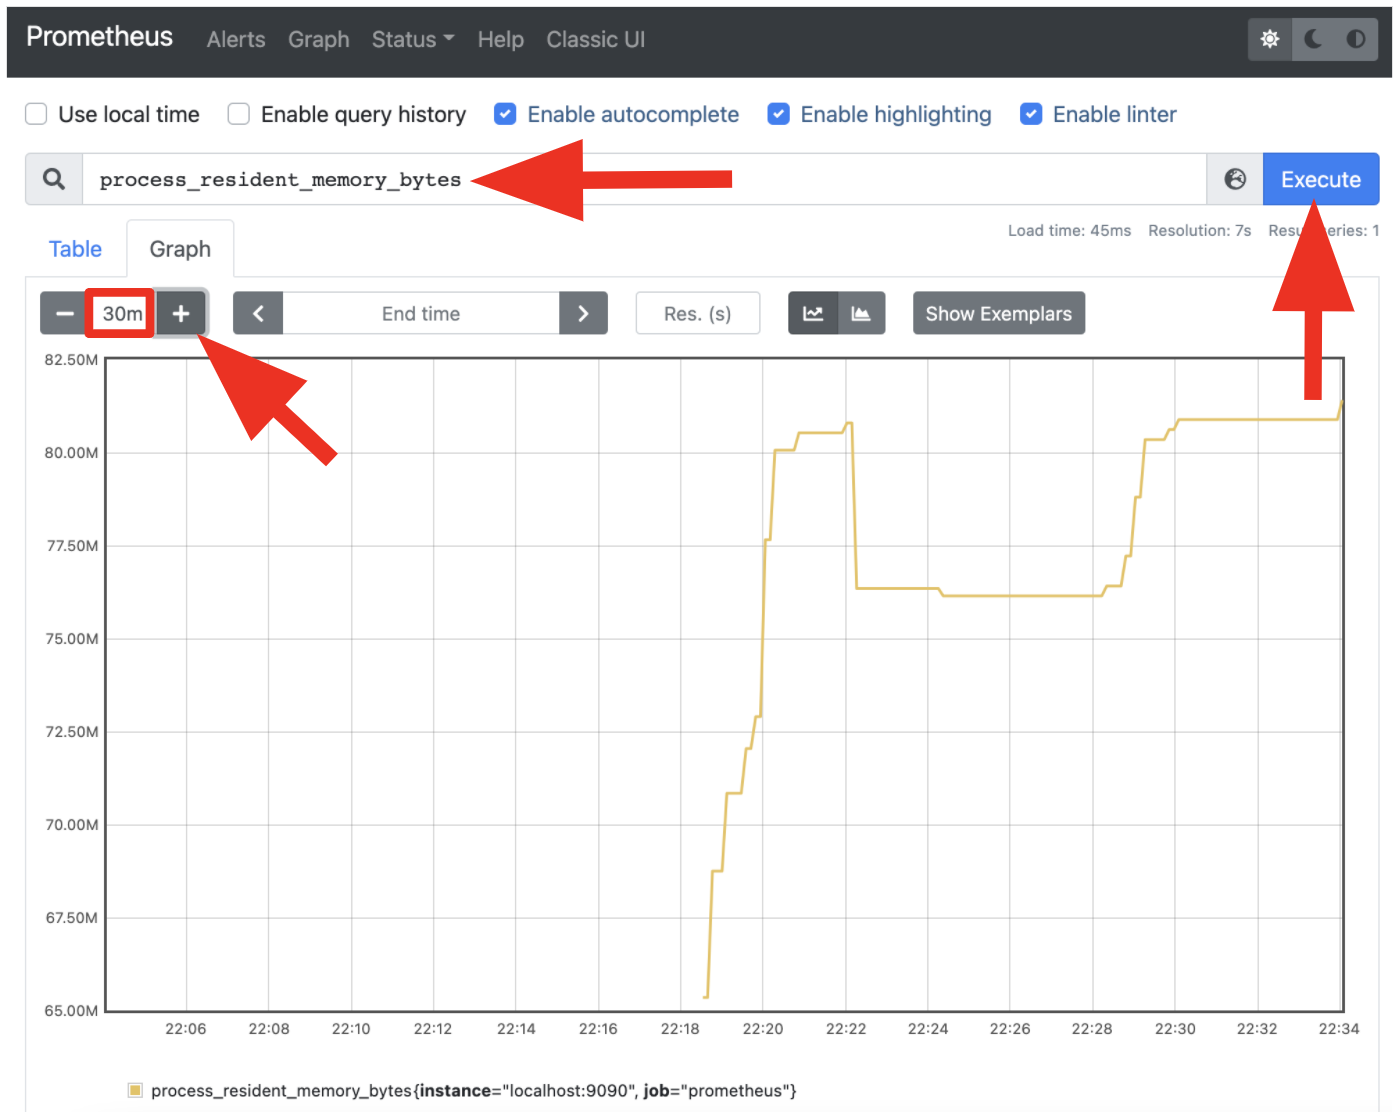 Prometheus Alerts Graph Status Help Classic UI
Use local time Enable query history Enable autocomplete Enable highlighting Enable linter
process_resident_memory_bytes Execute
Load time: 45ms Resolution: 7s : 1
Table Graph
30m End time Res. (s) Show Exemplars
82.50M
80.00M
77.50M
75.00M
72.50M
70.00M
67.50M
65.00M
22:06 22:08 22:10 22:12 22:14 22:16 22:18 22:20 22:22 22:24 22:26 22:28 22:30 22:32 22:34
process_resident_memory_bytes{instance="localhost:9090", job="prometheus"}